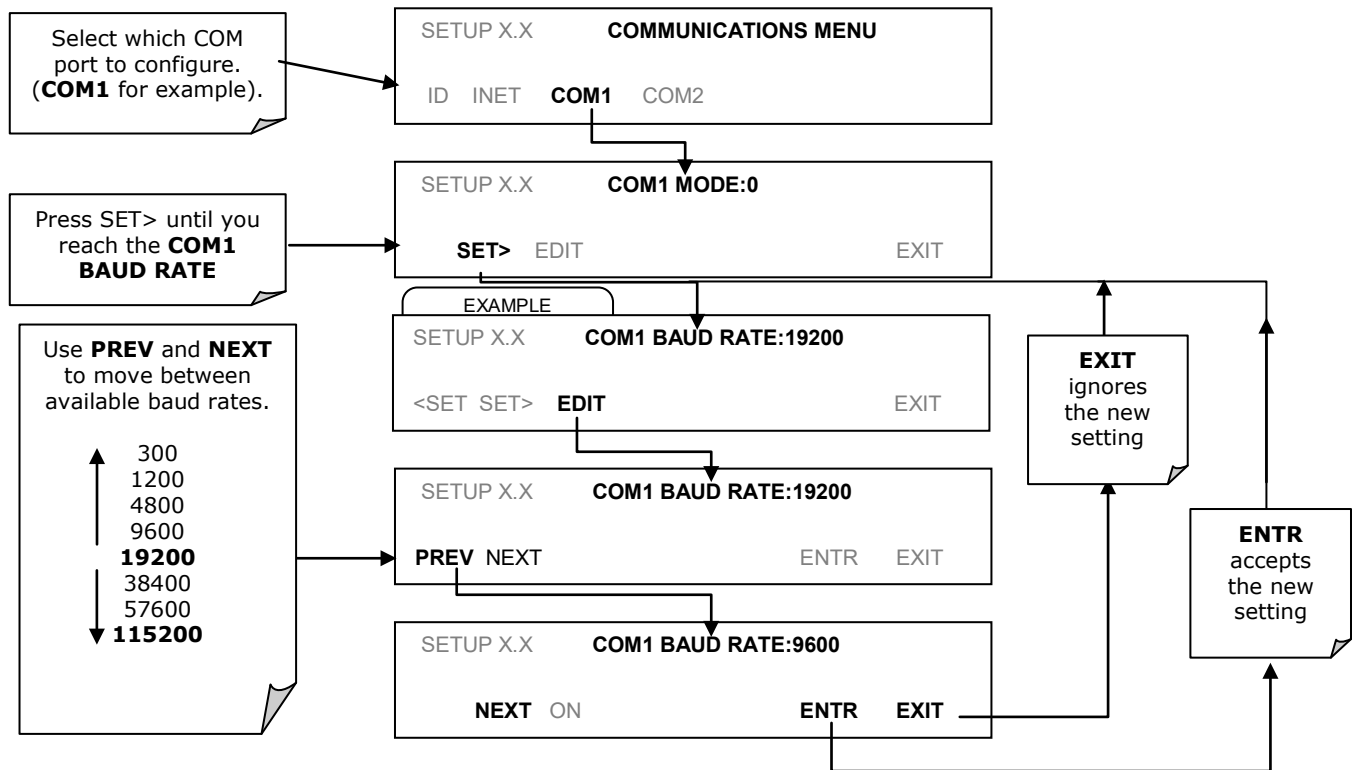 Select which COM
port to configure.
(COM1 for example).
SETUP X.X COMMUNICATIONS MENU
ID INET COM1 COM2
Press SET> until you
reach the COM1
BAUD RATE
SETUP X.X COM1 MODE:0
SET> EDIT EXIT
EXAMPLE
SETUP X.X COM1 BAUD RATE:19200
<SET SET> EDIT EXIT
Use PREV and NEXT
to move between
available baud rates.
300
1200
4800
9600
19200
38400
57600
115200
SETUP X.X COM1 BAUD RATE:19200
PREV NEXT ENTR EXIT
SETUP X.X COM1 BAUD RATE:9600
NEXT ON ENTR EXIT
EXIT
ignores
the new
setting
ENTR
accepts
the new
setting